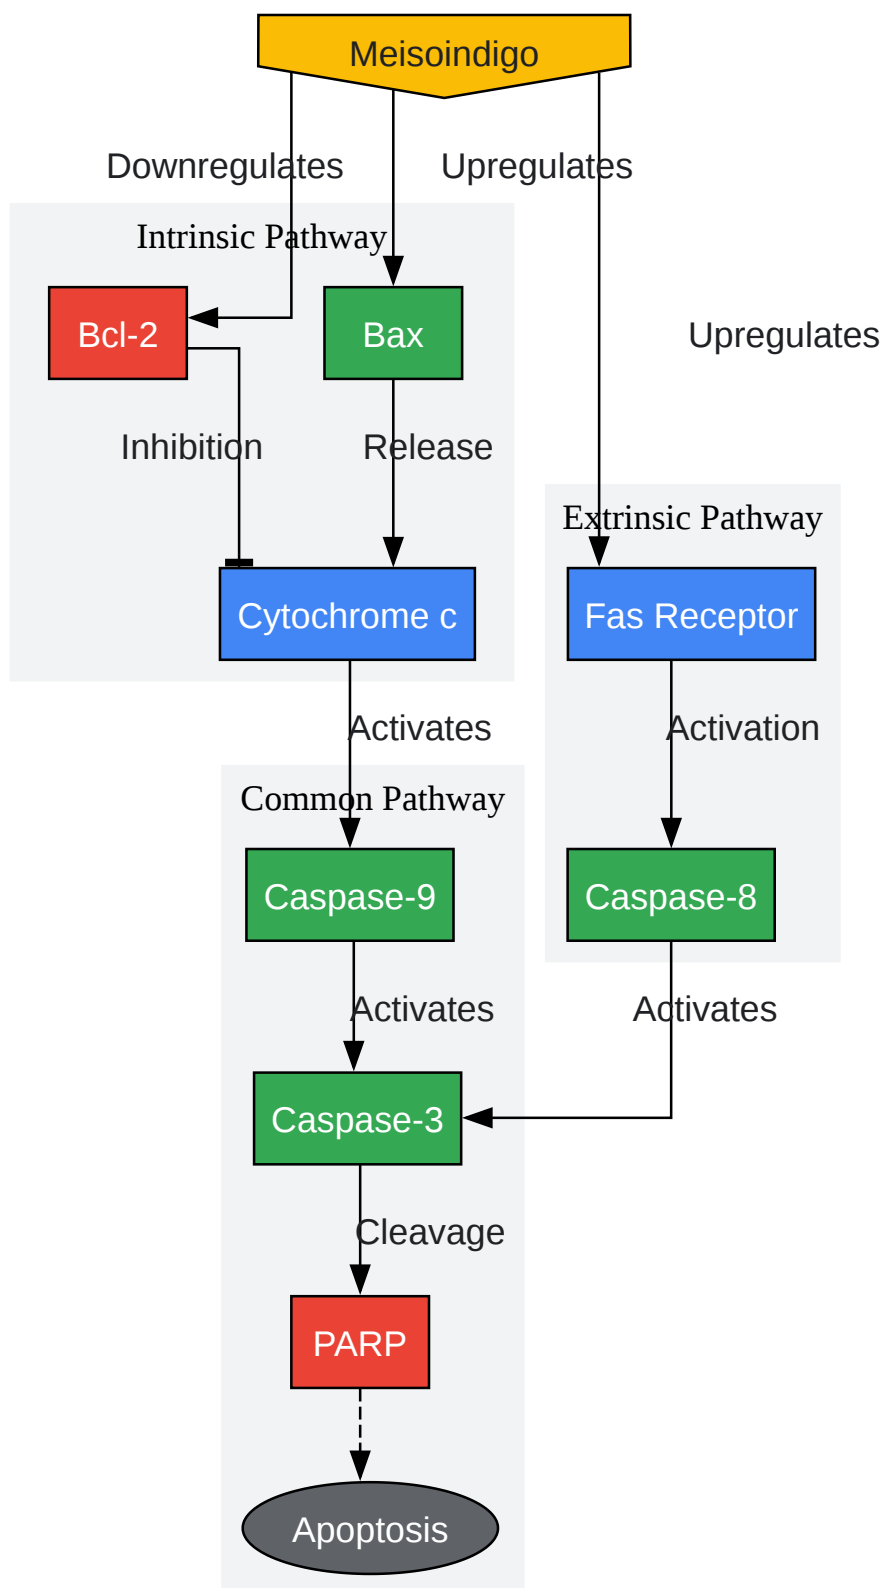 Meisoindigo
Downregulates
Upregulates
Intrinsic Pathway
Bcl-2
Bax
Upregulates
Inhibition
Release
Extrinsic Pathway
Cytochrome c
Fas Receptor
Activates
Activation
Common Pathway
Caspase-9
Caspase-8
Activates
Activates
Caspase-3
Cleavage
PARP
Apoptosis